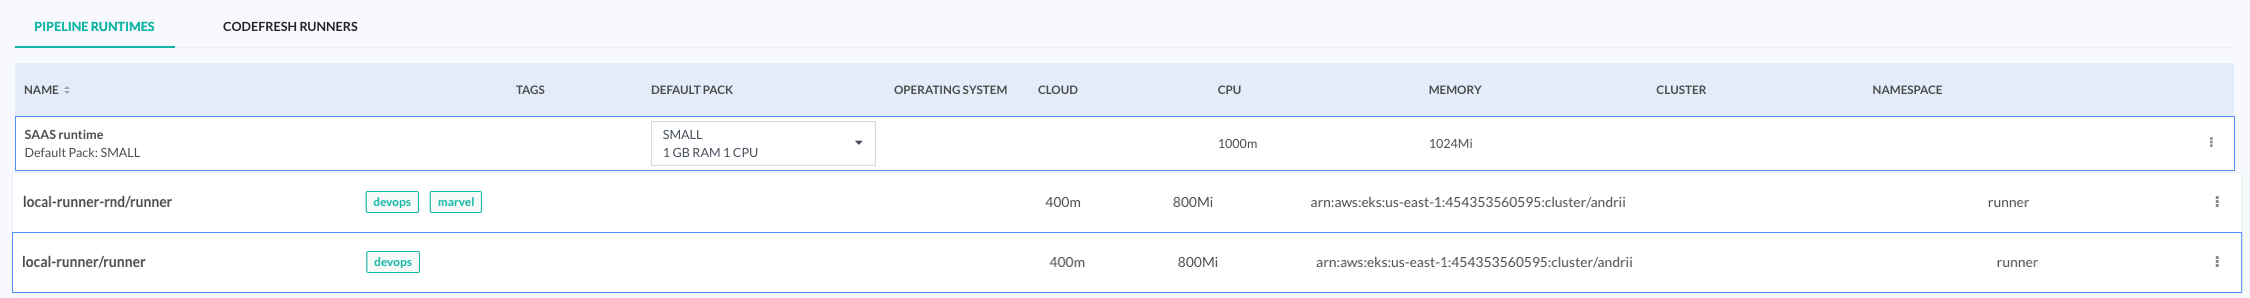 PIPELINE RUNTIMES CODEFRESH RUNNERS
NAME TAGS DEFAULT PACK OPERATING SYSTEM CLOUD CPU MEMORY CLUSTER NAMESPACE
SAAS runtime
Default Pack: SMALL
SMALL
1 GB RAM 1 CPU
1000m 1024Mi
local-runner-rnd/runner devops marvel 400m 800Mi arn:aws:eks:us-east-1:454353560595:cluster/andrii runner
local-runner/runner devops 400m 800Mi arn:aws:eks:us-east-1:454353560595:cluster/andrii runner